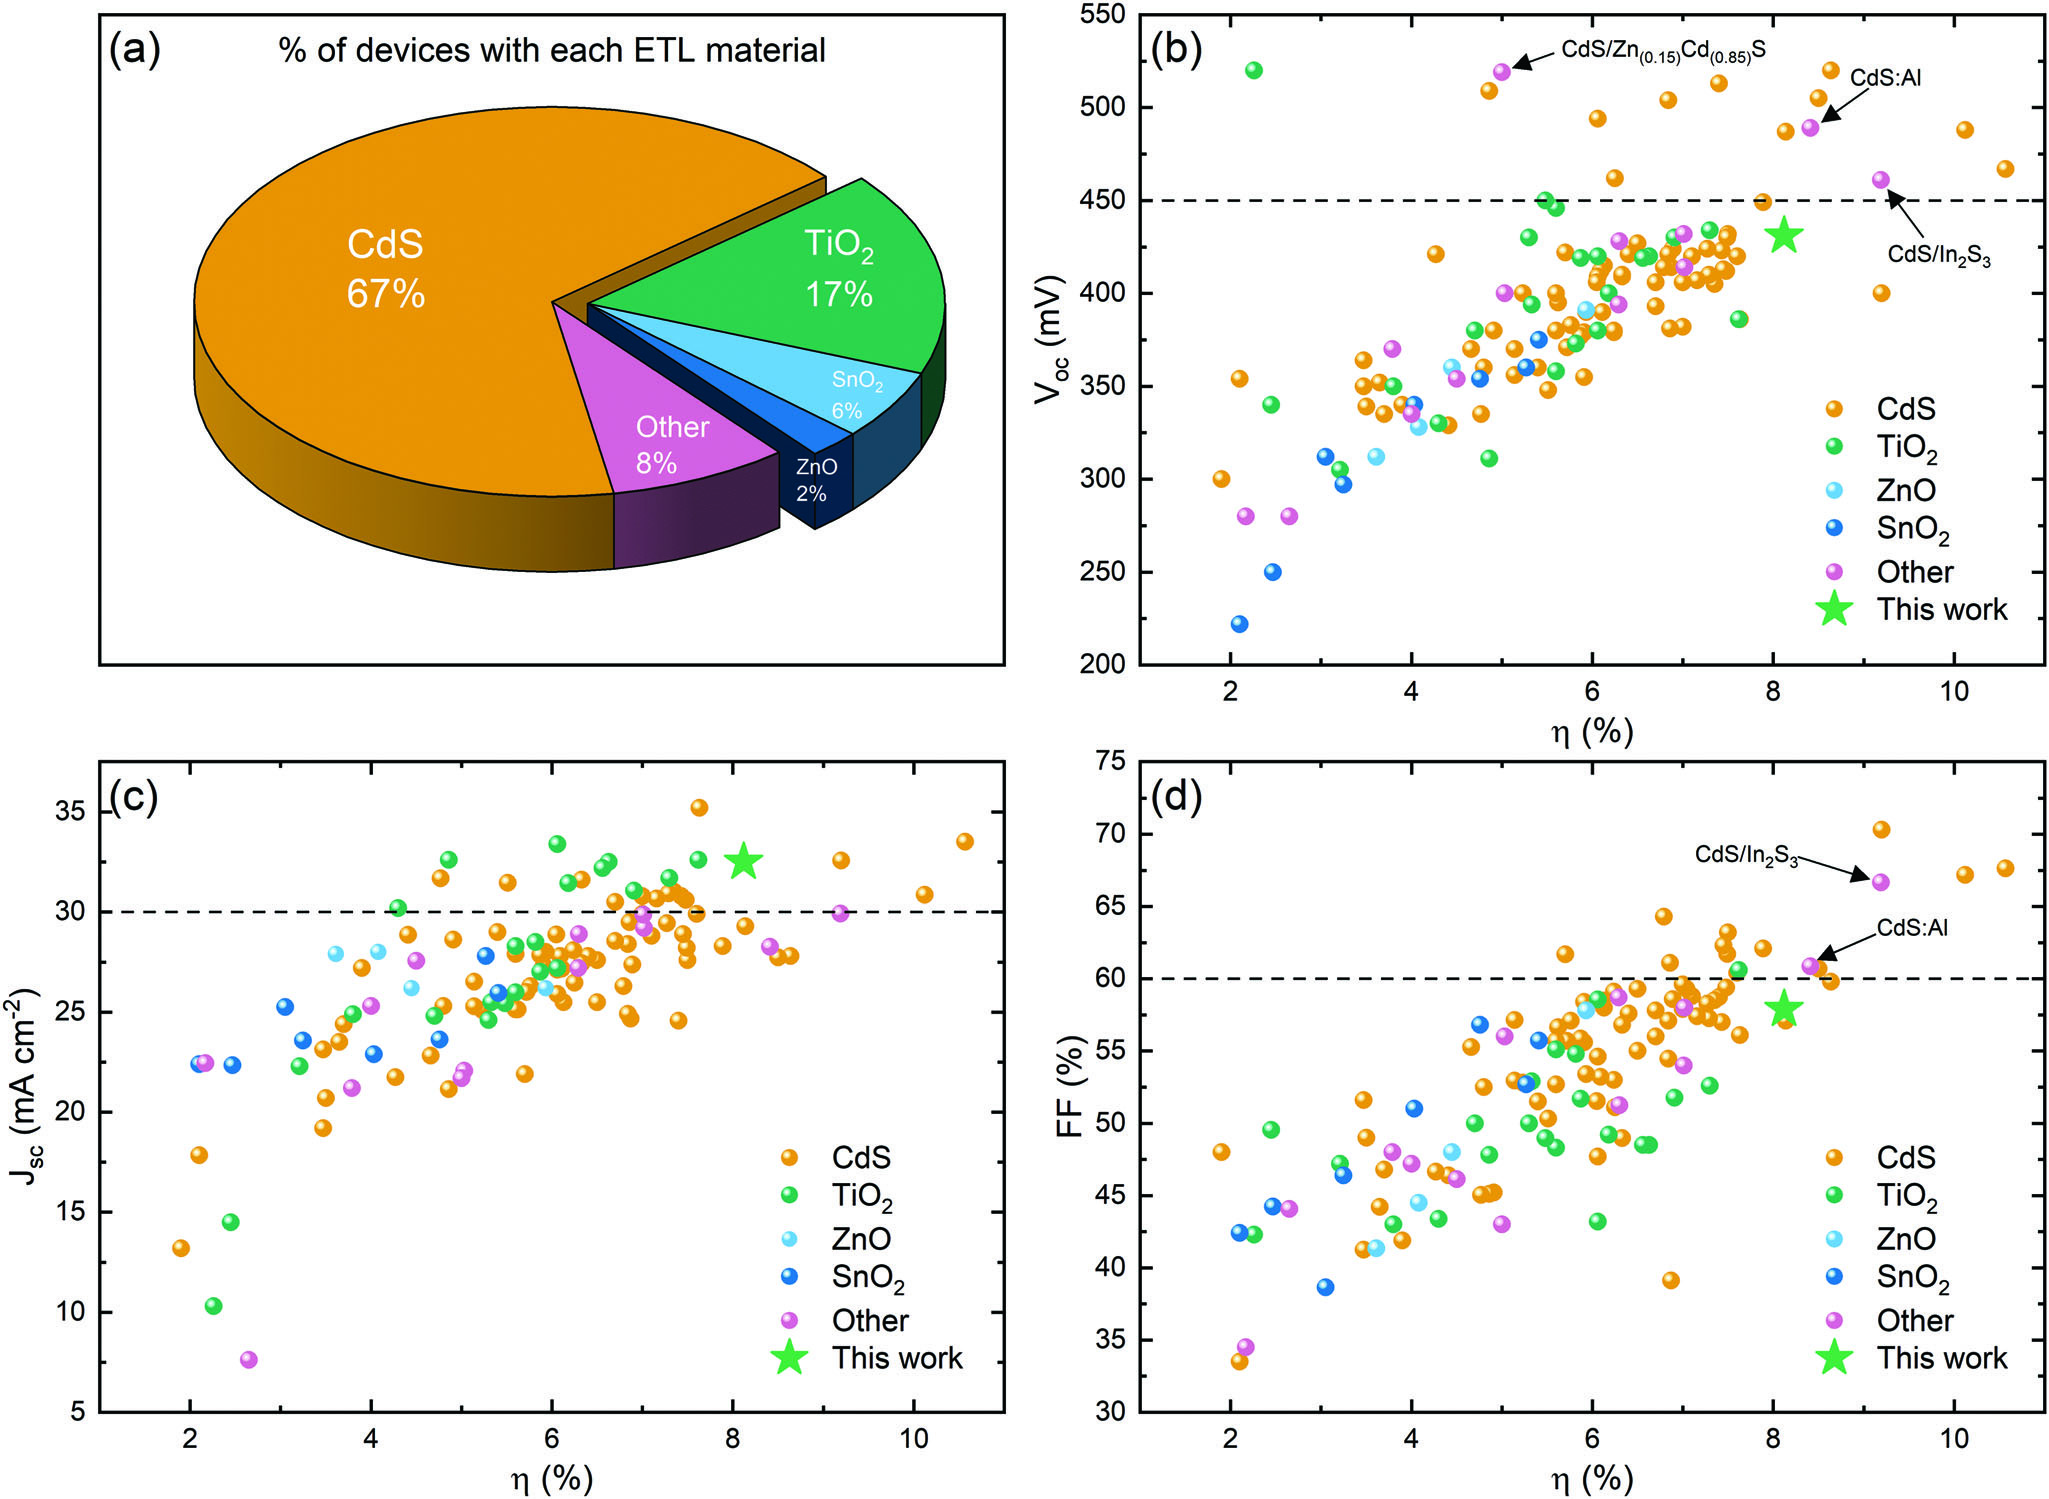 (a)
% of devices with each ETL material
CdS
67%
TiO2
17%
SnO2
6%
ZnO
2%
Other
8%
(b)
550
500
450
400
350
300
250
200
Voc (mV)
CdS/Zn(0.15)Cd(0.85)S
CdS:Al
CdS/In2S3
CdS
TiO2
ZnO
SnO2
Other
This work
2 4 6 8 10
η (%)
(c)
35
30
25
20
15
10
5
Jsc (mA cm-2)
CdS
TiO2
ZnO
SnO2
Other
This work
2 4 6 8 10
η (%)
(d)
75
70
65
60
55
50
45
40
35
30
FF (%)
CdS/In2S3
CdS:Al
CdS
TiO2
ZnO
SnO2
Other
This work
2 4 6 8 10
η (%)